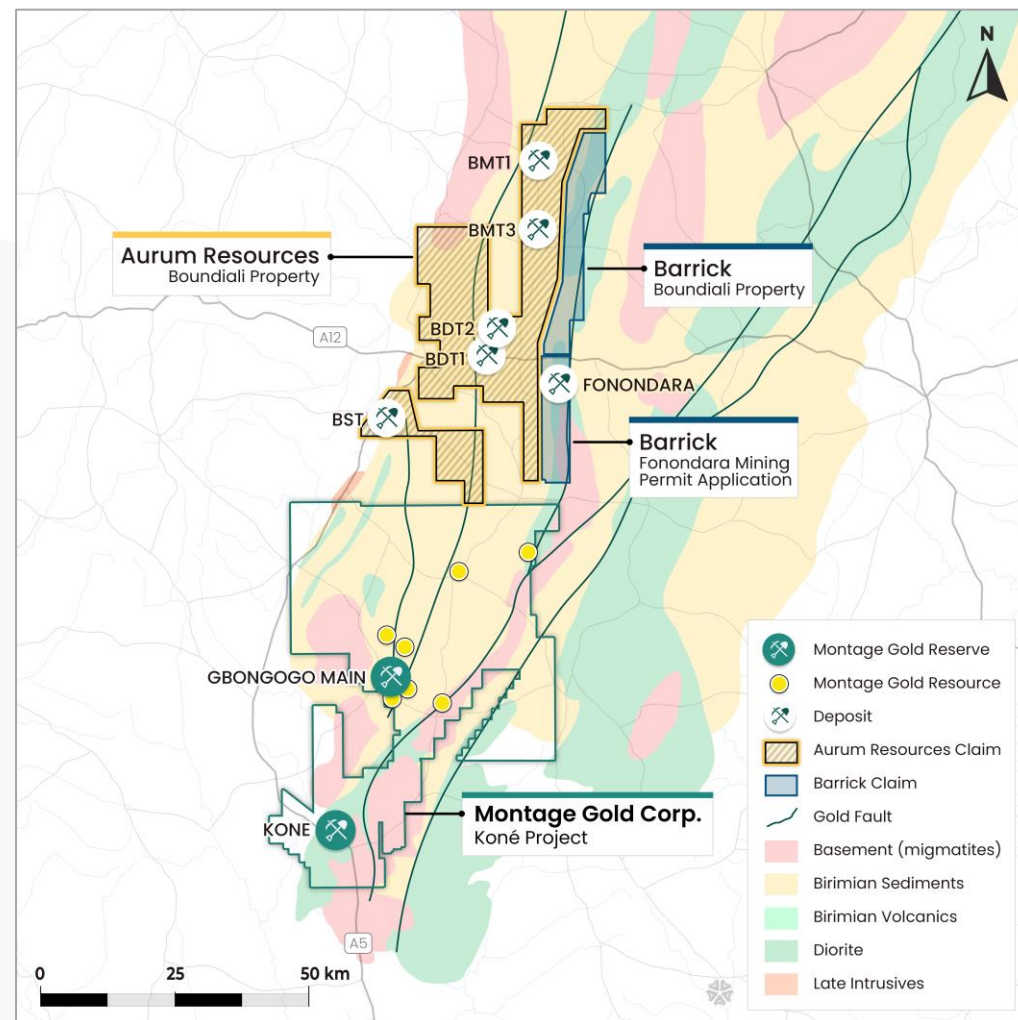 N
BMT1
BMT3
Aurum Resources
Boundiali Property
Barrick
Boundiali Property
A12
BDT2
BDT1
FONONDARA
BST
Barrick
Fonondara Mining
Permit Application
GBONGOGO MAIN
KONE
Montage Gold Corp.
Koné Project
A5
0 25 50 km
Montage Gold Reserve
Montage Gold Resource
Deposit
Aurum Resources Claim
Barrick Claim
Gold Fault
Basement (migmatites)
Birimian Sediments
Birimian Volcanics
Diorite
Late Intrusives